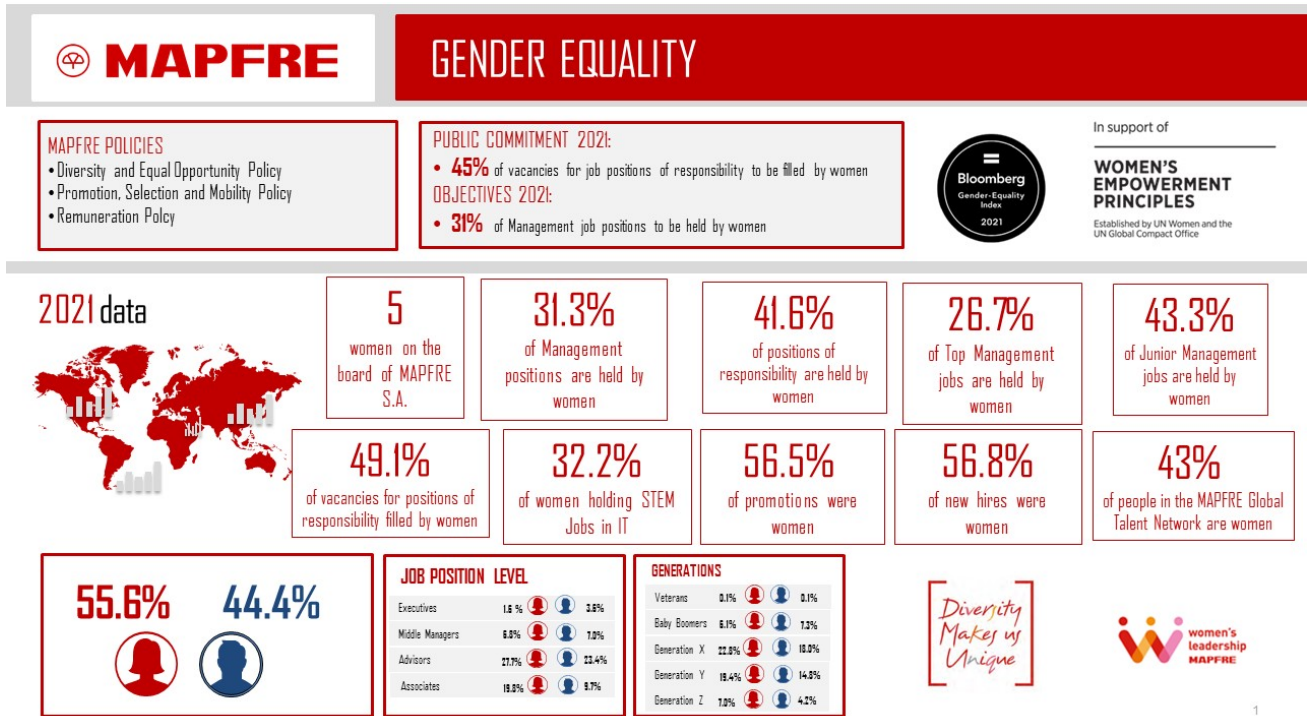 MAPFRE
GENDER EQUALITY
MAPFRE POLICIES
• Diversity and Equal Opportunity Policy
• Promotion, Selection and Mobility Policy
• Remuneration Polcy
PUBLIC COMMITMENT 2021:
• 45% of vacancies for job positions of responsibility to be filled by women
OBJECTIVES 2021:
• 31% of Management job positions to be held by women
Bloomberg
Gender-Equality
Index
2021
In support of
WOMEN'S
EMPOWERMENT
PRINCIPLES
Established by UN Women and the
UN Global Compact Office
2021 data
5
women on the
board of MAPFRE
S.A.
31.3%
of Management
positions are held by
women
41.6%
of positions of
responsibility are held by
women
26.7%
of Top Management
jobs are held by
women
43.3%
of Junior Management
jobs are held by
women
49.1%
of vacancies for positions of
responsibility filled by women
32.2%
of women holding STEM
Jobs in IT
56.5%
of promotions were
women
56.8%
of new hires were
women
43%
of people in the MAPFRE Global
Talent Network are women
55.6% 44.4%
JOB POSITION LEVEL
Executives
Middle Managers 7.0%
Advisors 27.7% 23.4%
Associates 9.7%
GENERATIONS
Veterans 0.1% 0.1%
Baby Boomers 6.1% 7.3%
Generation X 22.8% 18.0%
Generation Y 19.4% 14.8%
Generation Z 7.0% 4.2%
Diversity
Makes us
Unique
women's
leadership
MAPFRE
1